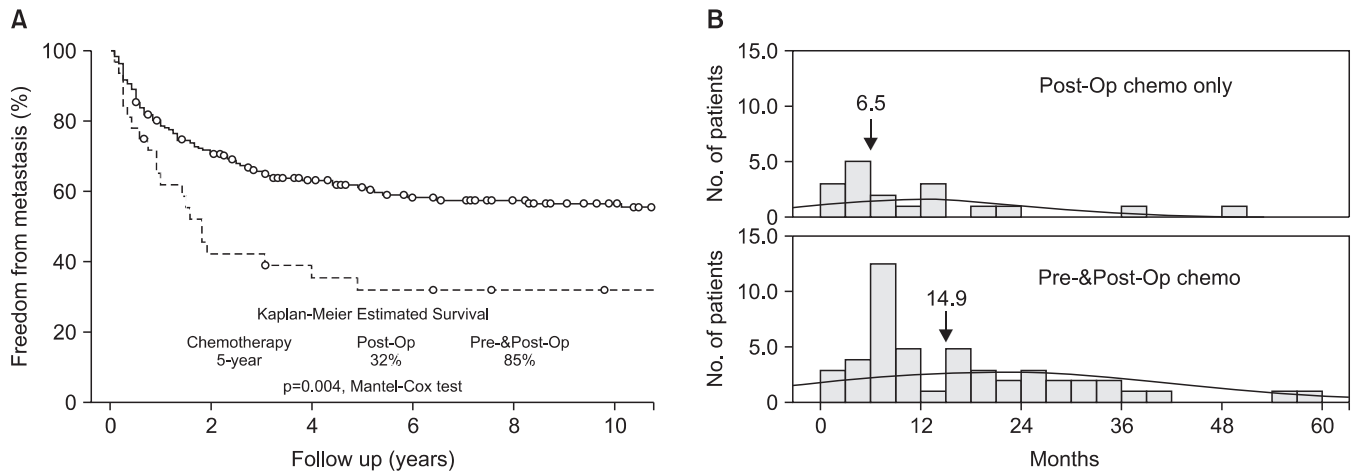 A
100
80
60
40
20
0
Freedom from metastasis (%)
Kaplan-Meier Estimated Survival
Chemotherapy Post-Op Pre-&Post-Op
5-year 32% 85%
p=0.004, Mantel-Cox test
0 2 4 6 8 10
Follow up (years)
B
15.0
10.0
5.0
0
No. of patients
Post-Op chemo only
6.5
15.0
10.0
5.0
0
No. of patients
Pre-&Post-Op chemo
14.9
0 12 24 36 48 60
Months